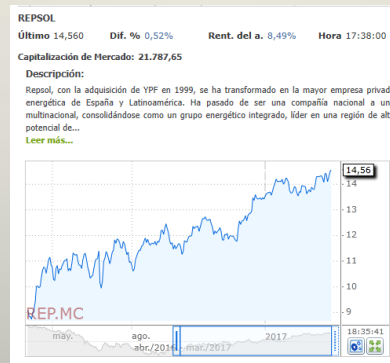 REPSOL
Último 14,560 Dif. % 0,52% Rent. del a. 8,49% Hora 17:38:00
Capitalización de Mercado: 21.787,65
Descripción:
Repsol, con la adquisición de YPF en 1999, se ha transformado en la mayor empresa privad
energética de España y Latinoamérica. Ha pasado de ser una compañía nacional a un
multinacional, consolidándose como un grupo energético integrado, líder en una región de alt
potencial de...
Leer más...
14,56
14
13
12
11
10
9
REP.MC
may. ago. 2017
abr./2016 - mar./2017
18:35:41